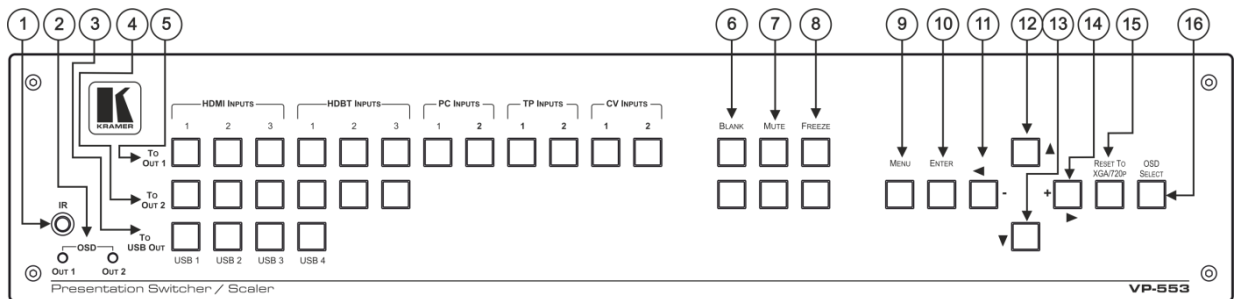 1 2 3 4 5 6 7 8 9 10 11 12 13 14 15 16
K
KRAMER
HDMI INPUTS HDBT INPUTS PC INPUTS TP INPUTS CV INPUTS
1 2 3 1 2 3 1 2 1 2 1 2
BLANK MUTE FREEZE
TO
OUT 1
MENU ENTER
RESET TO
XGA/720P
OSD
SELECT
TO
OUT 2
- +
IR
TO
USB OUT
OSD
OUT 1 OUT 2
USB 1 USB 2 USB 3 USB 4
Presentation Switcher / Scaler VP-553